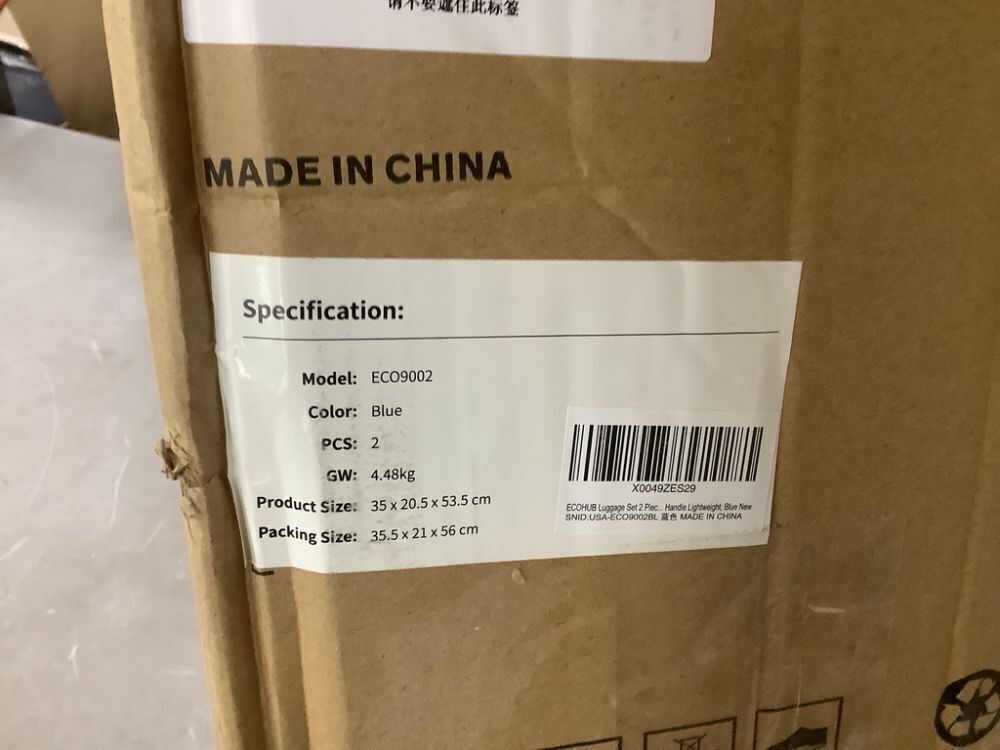 请不要遮住此标签
MADE IN CHINA
Specification:
Model: ECO9002
Color: Blue
PCS: 2
GW: 4.48kg
Product Size: 35 x 20.5 x 53.5 cm
Packing Size: 35.5 x 21 x 56 cm
X0049ZES29
ECOHUB Luggage Set 2 Piec... Handle Lightweight, Blue New
SNID:USA-ECO9002BL 蓝色 MADE IN CHINA